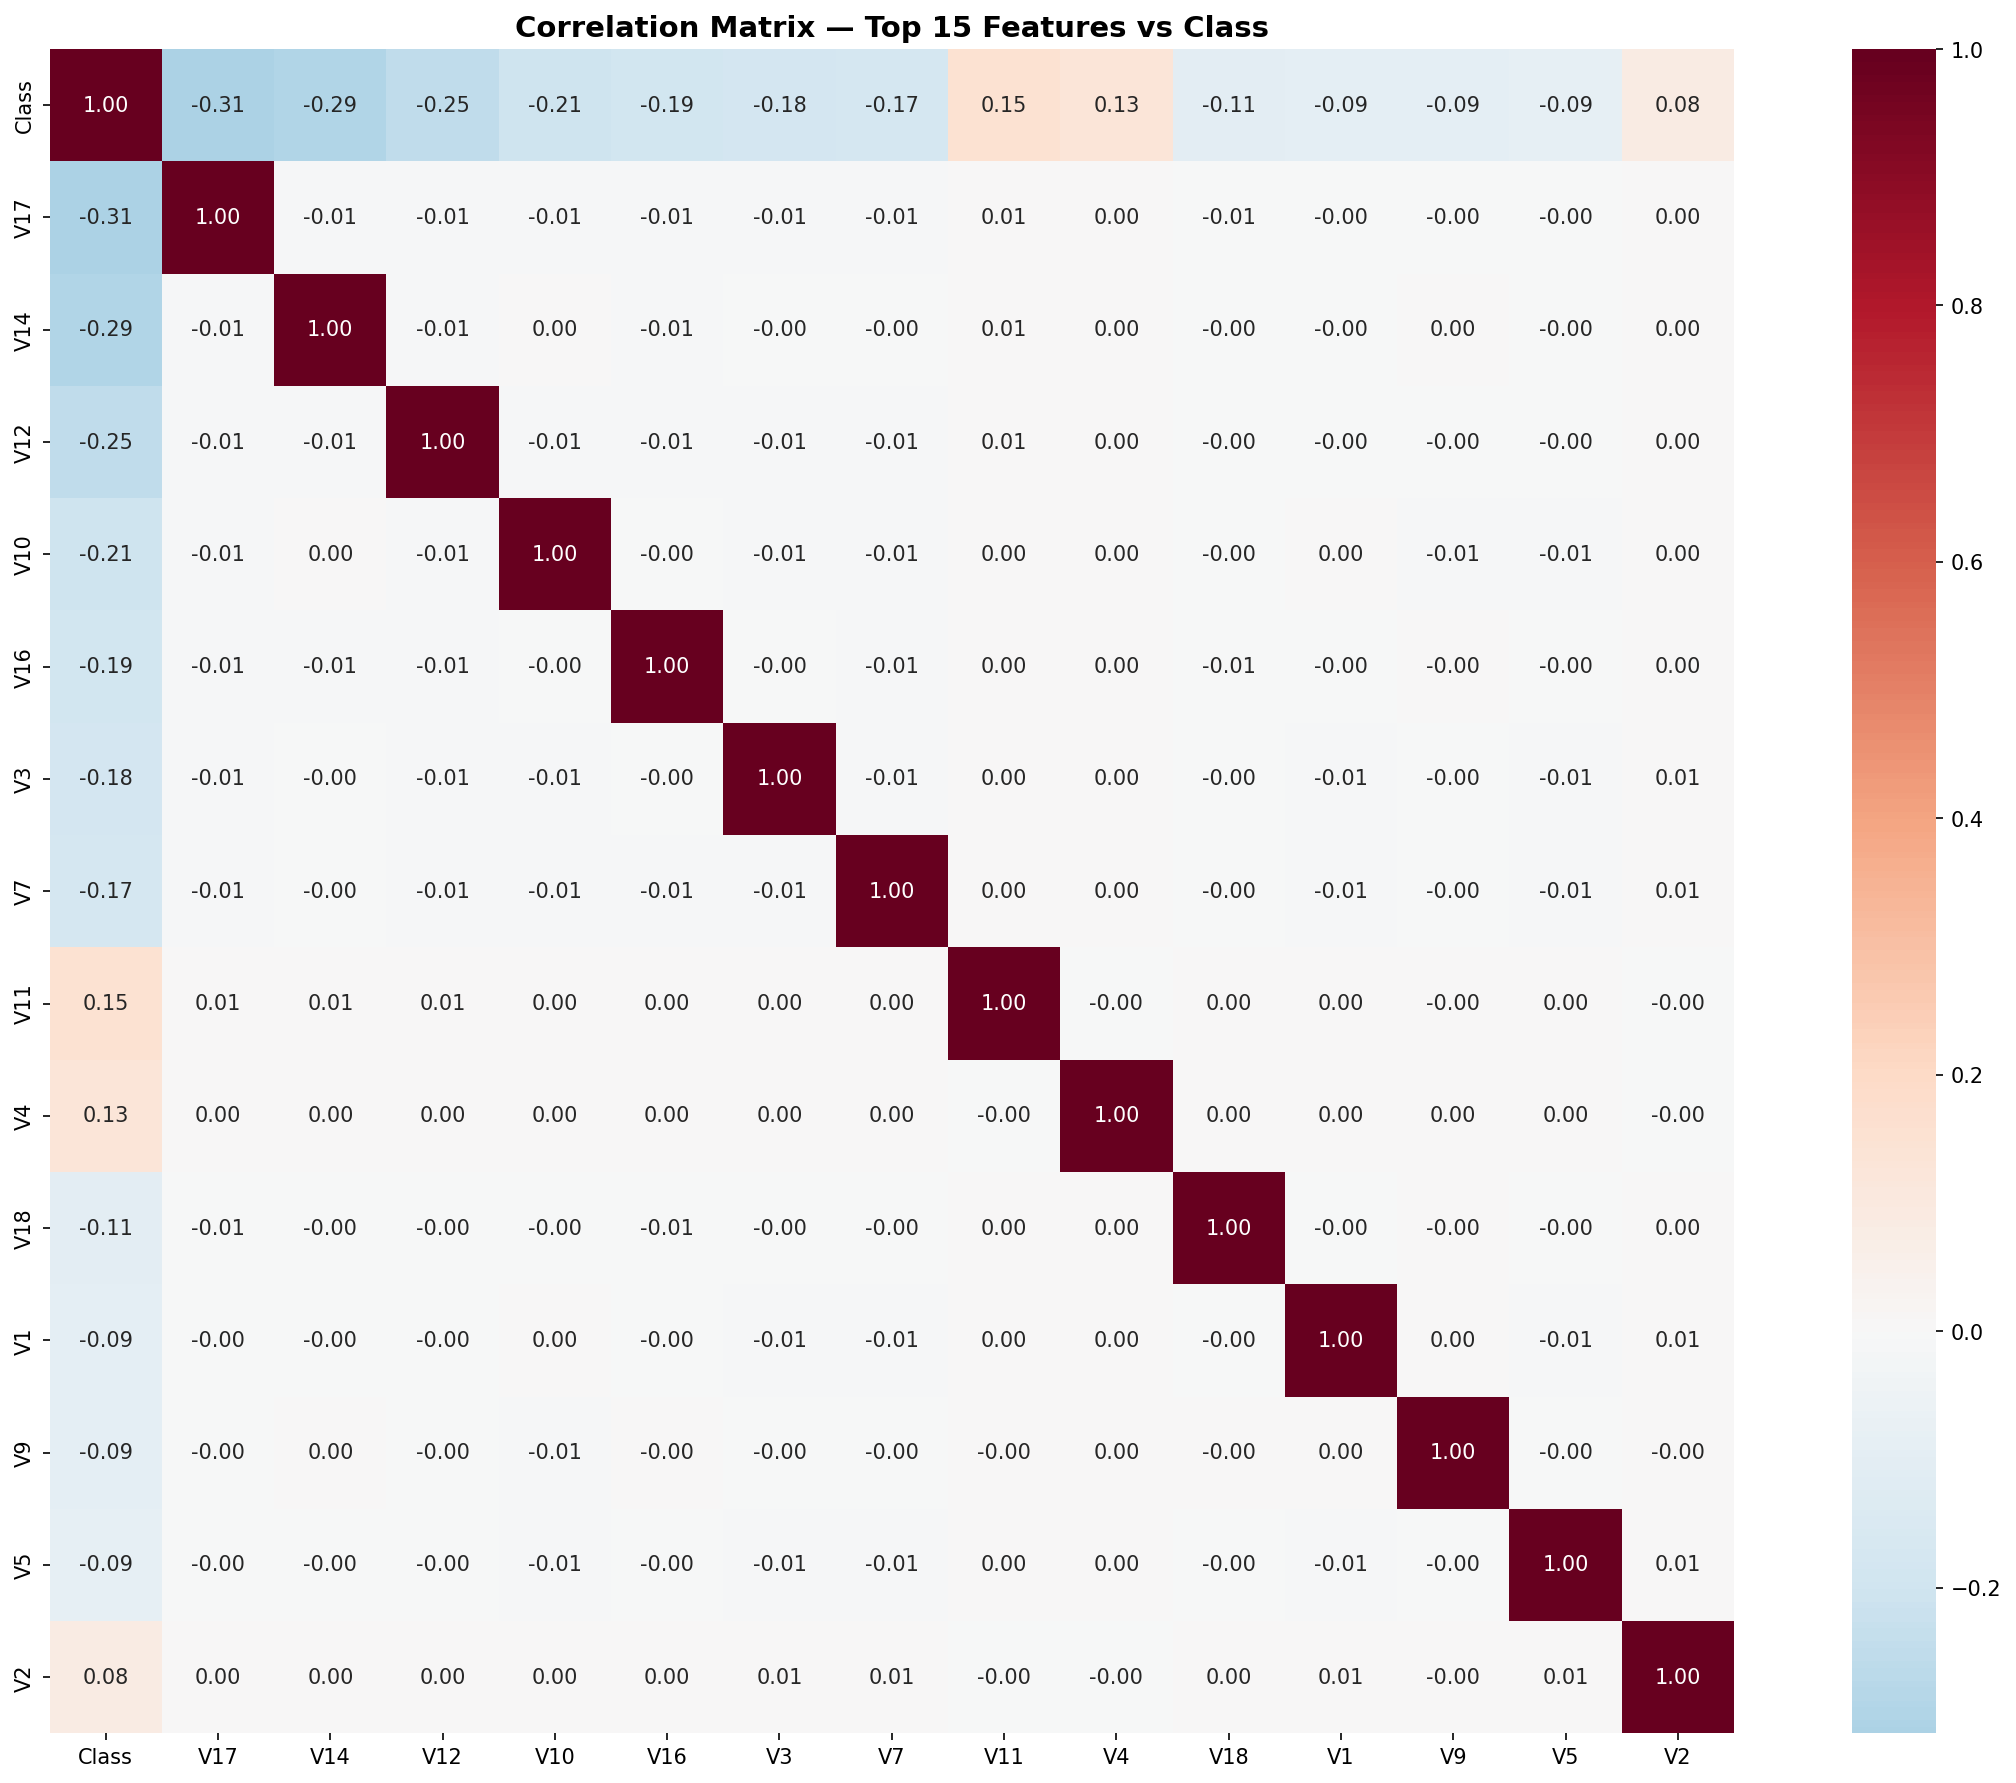 Correlation Matrix — Top 15 Features vs Class
Class 1.00 -0.31 -0.29 -0.25 -0.21 -0.19 -0.18 -0.17 0.15 0.13 -0.11 -0.09 -0.09 -0.09 0.08
V17 -0.31 1.00 -0.01 -0.01 -0.01 -0.01 -0.01 -0.01 0.01 0.00 -0.01 -0.00 -0.00 -0.00 0.00
V14 -0.29 -0.01 1.00 -0.01 0.00 -0.01 -0.00 -0.00 0.01 0.00 -0.00 -0.00 0.00 -0.00 0.00
V12 -0.25 -0.01 -0.01 1.00 -0.01 -0.01 -0.01 -0.01 0.01 0.00 -0.00 -0.00 -0.00 -0.00 0.00
V10 -0.21 -0.01 0.00 -0.01 1.00 -0.00 -0.01 -0.01 0.00 0.00 -0.00 0.00 -0.01 -0.01 0.00
V16 -0.19 -0.01 -0.01 -0.01 -0.00 1.00 -0.00 -0.01 0.00 0.00 -0.01 -0.00 -0.00 -0.00 0.00
V3 -0.18 -0.01 -0.00 -0.01 -0.01 -0.00 1.00 -0.01 0.00 0.00 -0.00 -0.01 -0.00 -0.01 0.01
V7 -0.17 -0.01 -0.00 -0.01 -0.01 -0.01 -0.01 1.00 0.00 0.00 -0.00 -0.01 -0.00 -0.01 0.01
V11 0.15 0.01 0.01 0.01 0.00 0.00 0.00 0.00 1.00 -0.00 0.00 0.00 -0.00 0.00 -0.00
V4 0.13 0.00 0.00 0.00 0.00 0.00 0.00 0.00 -0.00 1.00 0.00 0.00 0.00 0.00 -0.00
V18 -0.11 -0.01 -0.00 -0.00 -0.00 -0.01 -0.00 -0.00 0.00 0.00 1.00 -0.00 -0.00 -0.00 0.00
V1 -0.09 -0.00 -0.00 -0.00 0.00 -0.00 -0.01 -0.01 0.00 0.00 -0.00 1.00 0.00 -0.01 0.01
V9 -0.09 -0.00 0.00 -0.00 -0.01 -0.00 -0.00 -0.00 -0.00 0.00 -0.00 0.00 1.00 -0.00 -0.00
V5 -0.09 -0.00 -0.00 -0.00 -0.01 -0.00 -0.01 -0.01 0.00 0.00 -0.00 -0.01 -0.00 1.00 0.01
V2 0.08 0.00 0.00 0.00 0.00 0.00 0.01 0.01 -0.00 -0.00 0.00 0.01 -0.00 0.01 1.00
Class V17 V14 V12 V10 V16 V3 V7 V11 V4 V18 V1 V9 V5 V2
1.0
0.8
0.6
0.4
0.2
0.0
−0.2